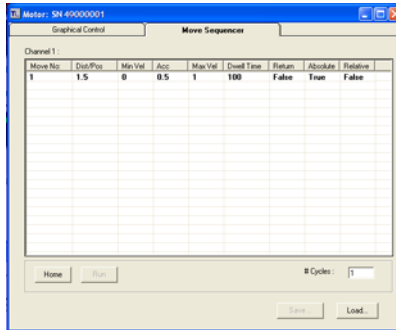 Motor: SN 49000001
Graphical Control Move Sequencer
Channel 1 :
Move No: Dist/Pos Min Vel Acc Max Vel Dwell Time Return Absolute Relative
1 1.5 0 0.5 1 100 False True False
Home Run # Cycles : 1
Save... Load...